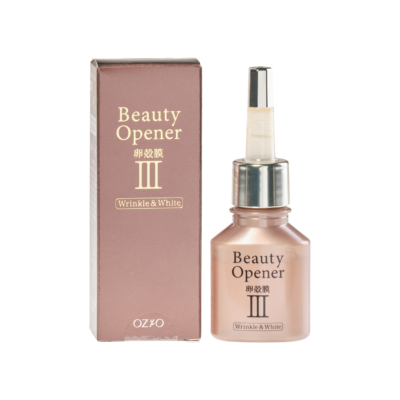 Beauty
Opener
卵殻膜
III
Wrinkle & White
OZIO
Beauty
Opener
卵殻膜
III
Wrinkle & White